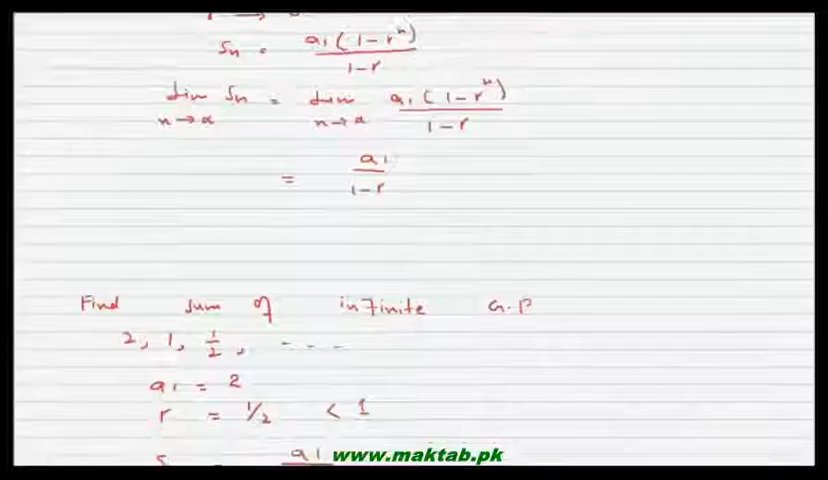 Sn = a1 ( 1 - r^n ) / 1 - r
lim Sn = lim a1 ( 1 - r^n ) / 1 - r
n → ∝ n → ∝
= a1 / 1 - r
Find sum of infinite G.P
2, 1, 1/2, - - - -
a1 = 2
r = 1/2 < 1
a1
www.maktab.pk